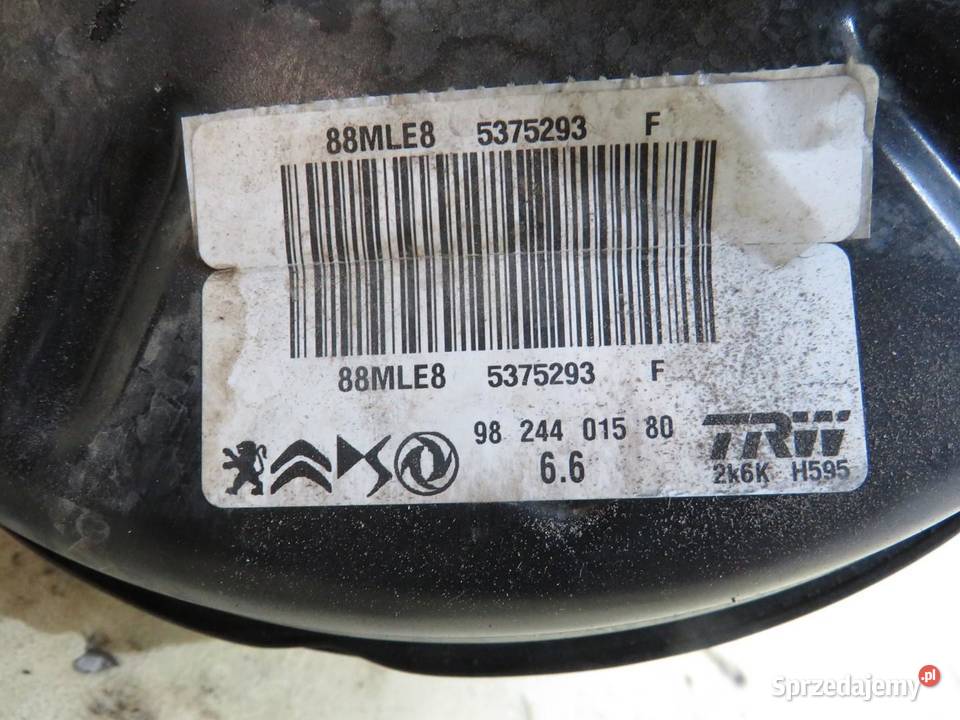 88MLE8 5375293 F
88MLE8 5375293 F
98 244 015 80
6.6
TRW
2k6K H595
Sprzedajemy.pl